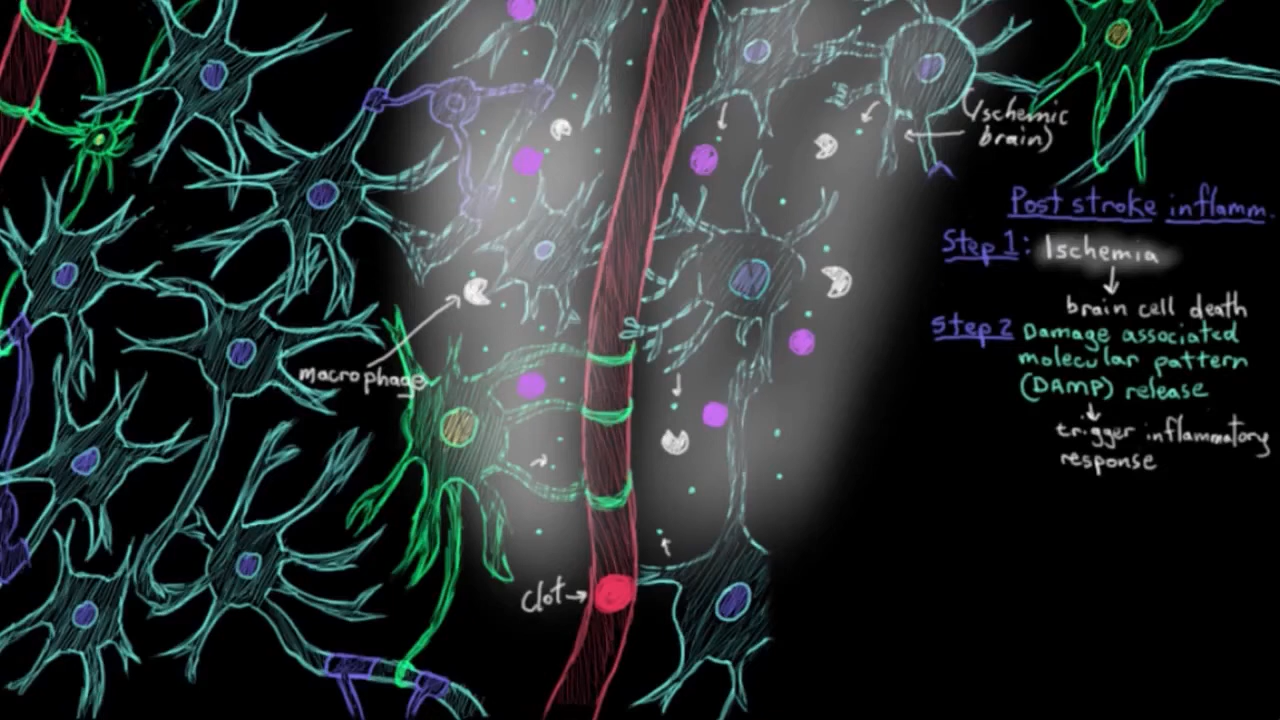 (Ischemic
brain)
Post stroke inflamm.
Step 1: Ischemia
brain cell death
Step 2 Damage associated
molecular pattern
(DAMP) release
trigger inflammatory
response
macrophage
clot